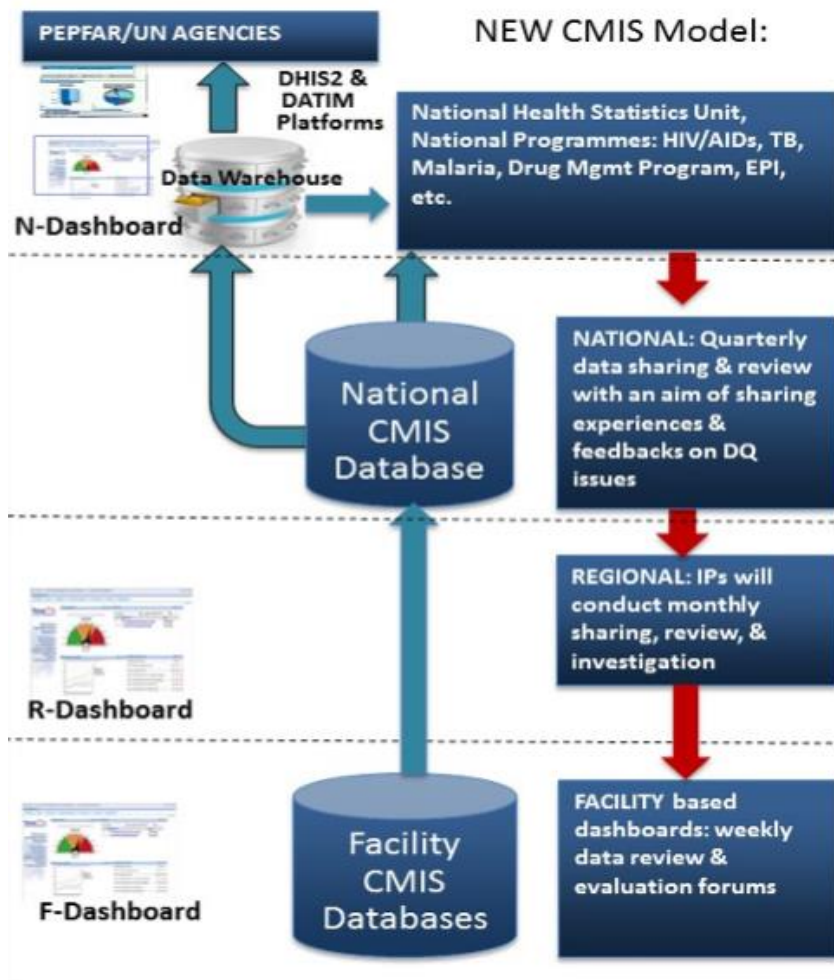 PEPFAR/UN AGENCIES
NEW CMIS Model:
DHIS2 &
DATIM
Platforms
National Health Statistics Unit,
National Programmes: HIV/AIDs, TB,
Malaria, Drug Mgmt Program, EPI,
etc.
Data Warehouse
N-Dashboard
National
CMIS
Database
NATIONAL: Quarterly
data sharing & review
with an aim of sharing
experiences &
feedbacks on DQ
issues
REGIONAL: IPs will
conduct monthly
sharing, review, &
investigation
R-Dashboard
Facility
CMIS
Databases
FACILITY based
dashboards: weekly
data review &
evaluation forums
F-Dashboard